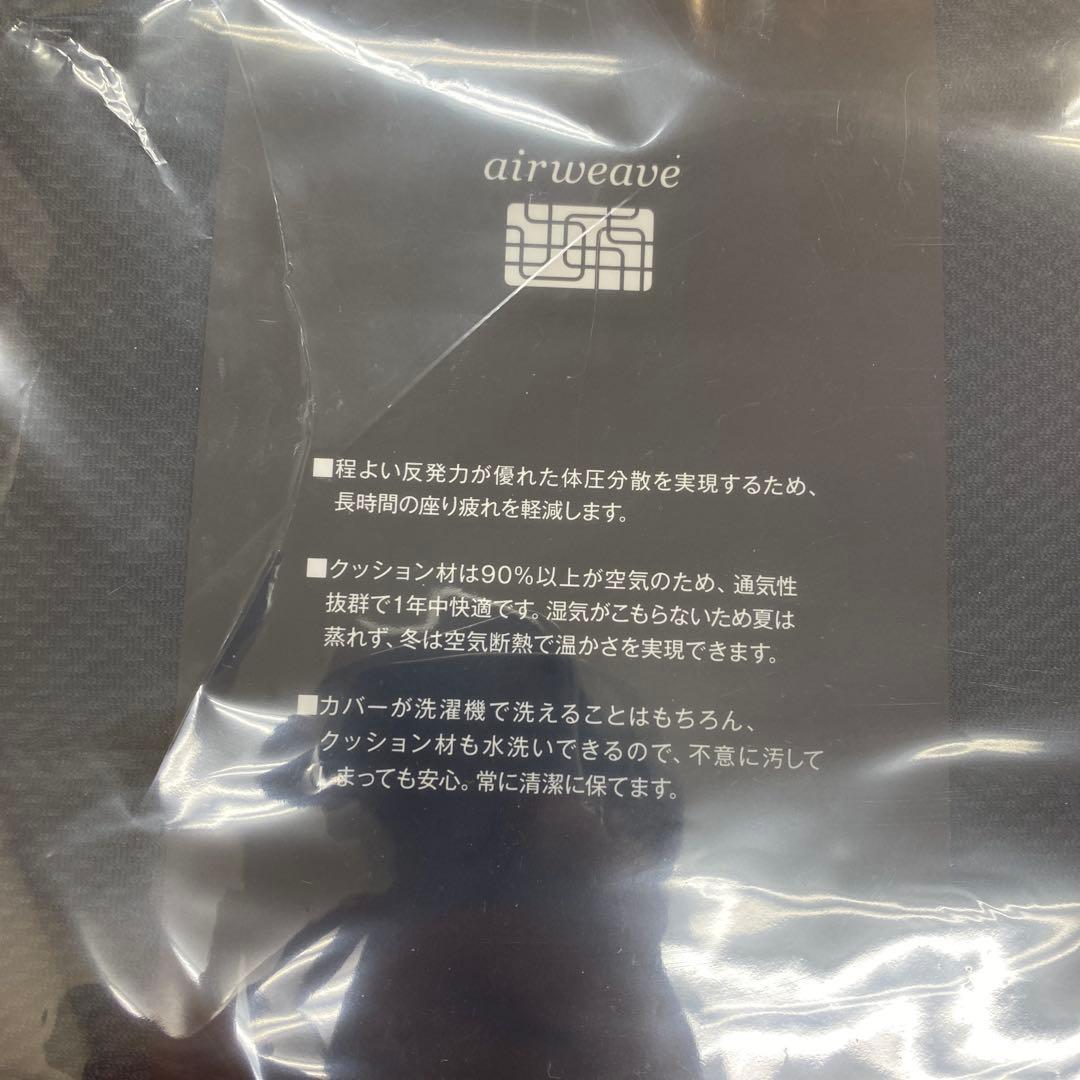 airweave
■程よい反発力が優れた体圧分散を実現するため、
長時間の座り疲れを軽減します。
■クッション材は90%以上が空気のため、通気性
抜群で1年中快適です。湿気がこもらないため夏は
蒸れず、冬は空気断熱で温かさを実現できます。
■カバーが洗濯機で洗えることはもちろん、
クッション材も水洗いできるので、不意に汚して
しまっても安心。常に清潔に保てます。